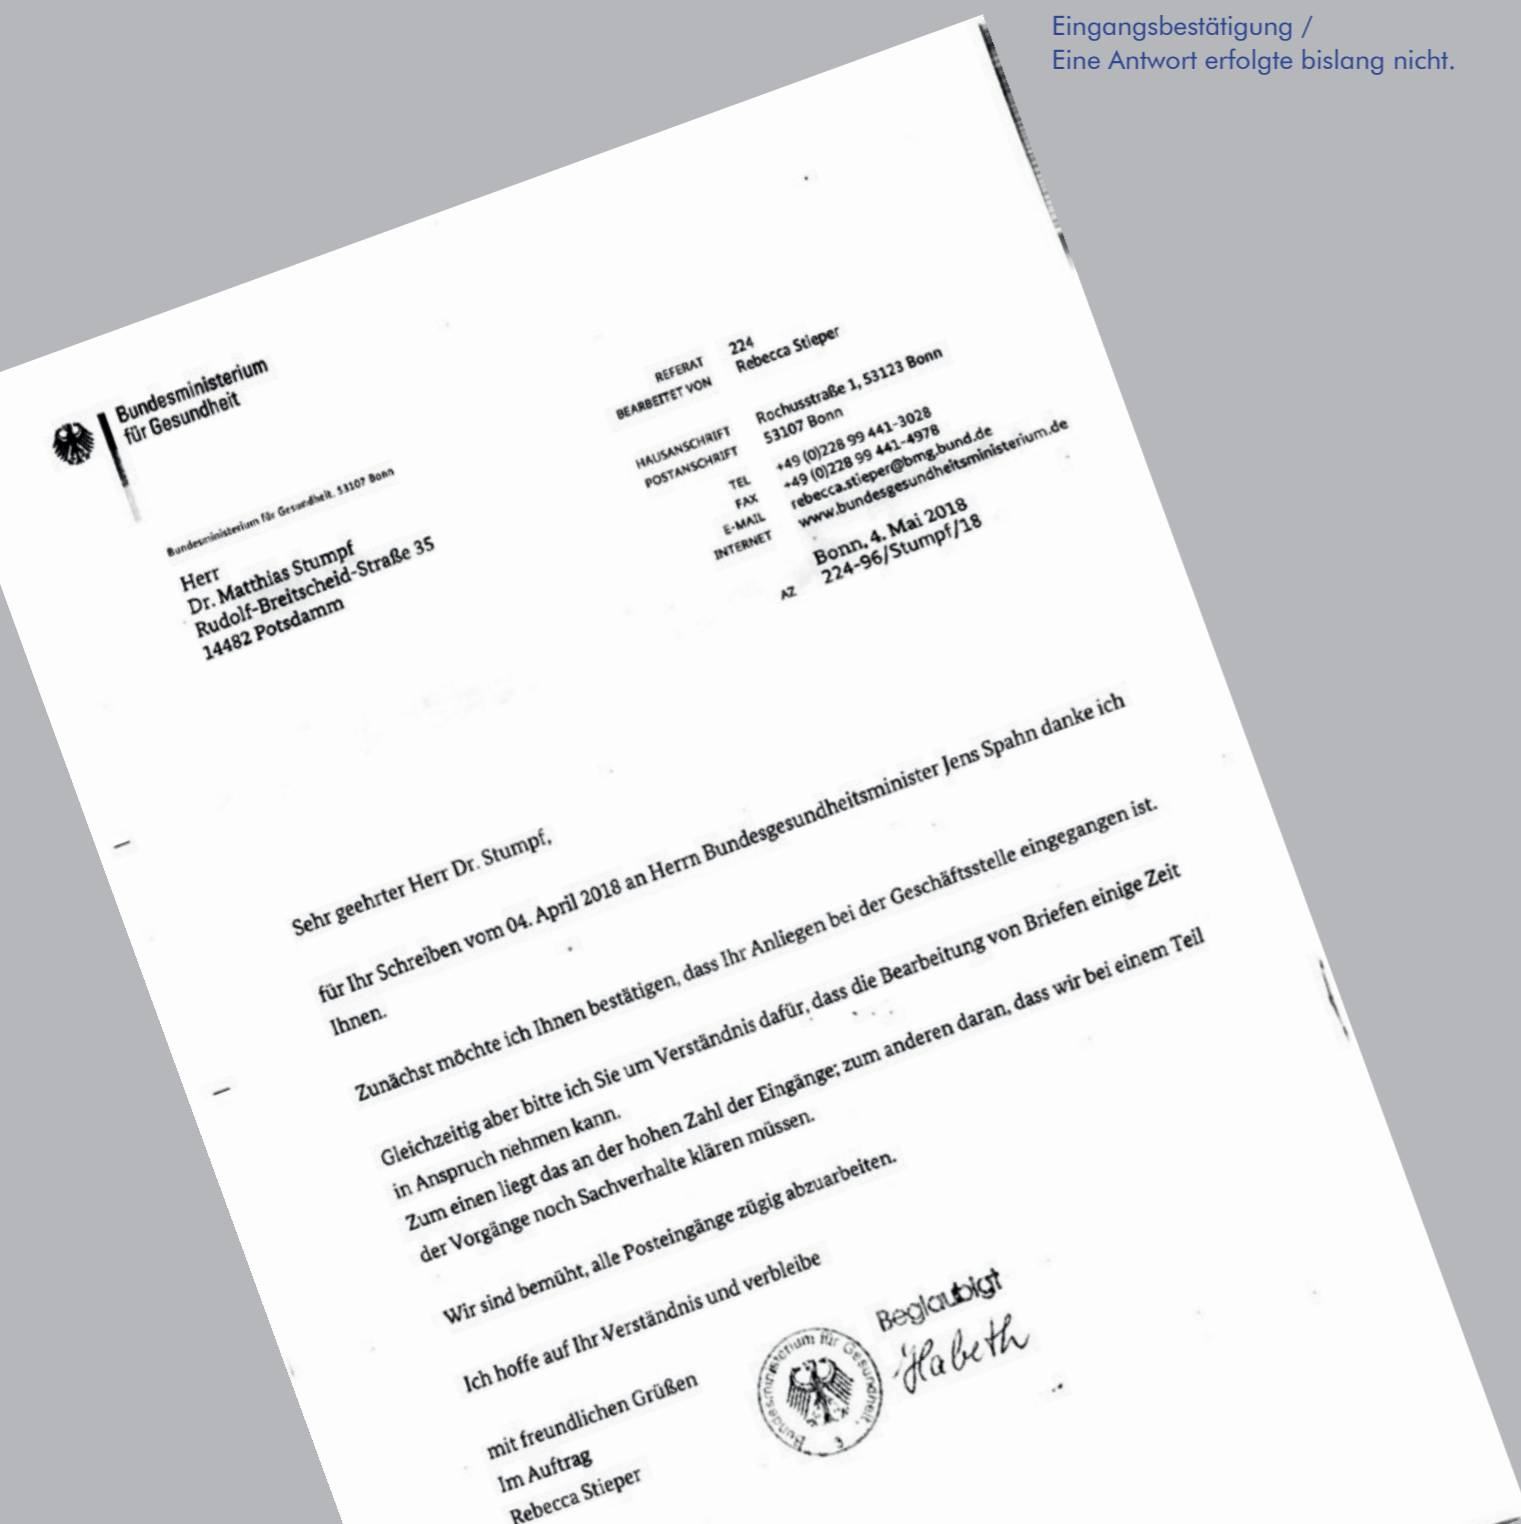 Eingangsbestätigung /
Eine Antwort erfolgte bislang nicht.
Bundesministerium
für Gesundheit
REFERAT 224
BEARBEITET VON Rebecca Stieper
HAUSANSCHRIFT Rochusstraße 1, 53123 Bonn
POSTANSCHRIFT 53107 Bonn
TEL +49 (0)228 99 441-3028
FAX +49 (0)228 99 441-4978
E-MAIL rebecca.stieper@bmg.bund.de
INTERNET www.bundesgesundheitsministerium.de
Bonn, 4. Mai 2018
AZ 224-96/Stumpf/18
Bundesministerium für Gesundheit, 53107 Bonn
Herr
Dr. Matthias Stumpf
Rudolf-Breitscheid-Straße 35
14482 Potsdamm
Sehr geehrter Herr Dr. Stumpf,
für Ihr Schreiben vom 04. April 2018 an Herrn Bundesgesundheitsminister Jens Spahn danke ich
Ihnen.
Zunächst möchte ich Ihnen bestätigen, dass Ihr Anliegen bei der Geschäftsstelle eingegangen ist.
Gleichzeitig aber bitte ich Sie um Verständnis dafür, dass die Bearbeitung von Briefen einige Zeit
in Anspruch nehmen kann.
Zum einen liegt das an der hohen Zahl der Eingänge; zum anderen daran, dass wir bei einem Teil
der Vorgänge noch Sachverhalte klären müssen.
Wir sind bemüht, alle Posteingänge zügig abzuarbeiten.
Ich hoffe auf Ihr Verständnis und verbleibe
mit freundlichen Grüßen
Im Auftrag
Rebecca Stieper
Bundesministerium für Gesundheit
3
Beglaubigt
Habeth